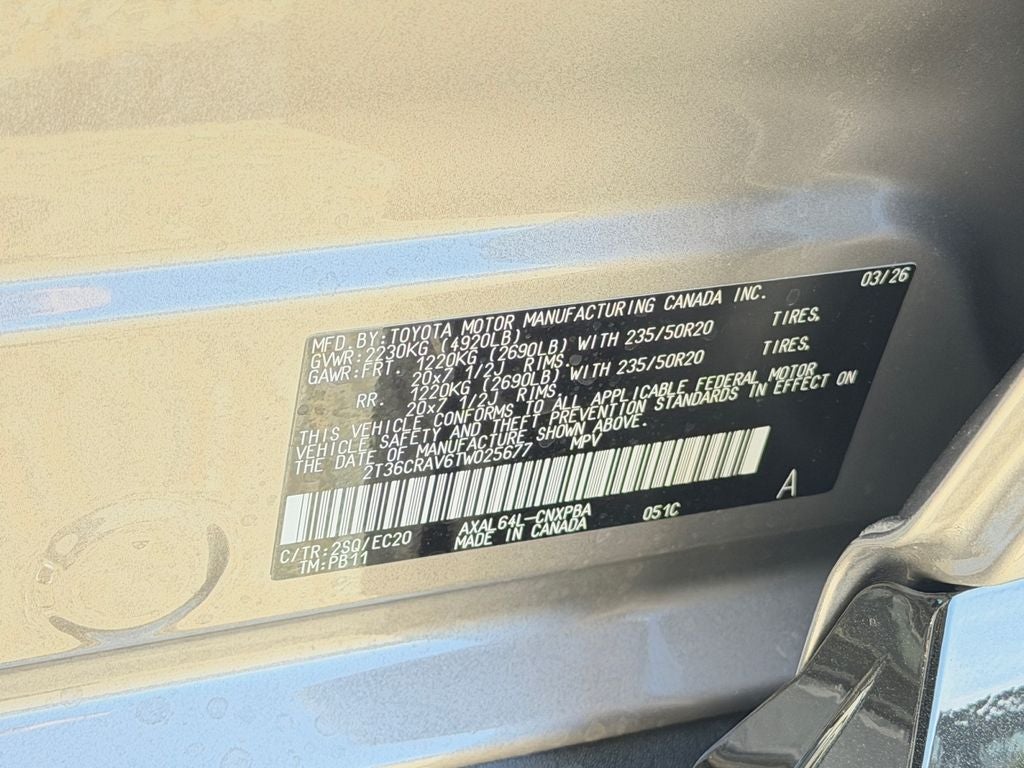 MFD.BY:TOYOTA MOTOR MANUFACTURING CANADA INC. 03/26
GVWR:2230KG (4920LB)
GAWR:FRT. 1220KG (2690LB) WITH 235/50R20 TIRES,
20x7 1/2J RIMS,
RR. 1220KG (2690LB) WITH 235/50R20 TIRES,
20x7 1/2J RIMS,
THIS VEHICLE CONFORMS TO ALL APPLICABLE FEDERAL MOTOR
VEHICLE SAFETY AND THEFT PREVENTION STANDARDS IN EFFECT ON
THE DATE OF MANUFACTURE SHOWN ABOVE.
2T36CRAV6TW025677 MPV
A
AXAL64L-CNXPBA 051C
C/TR:2SQ/EC20 MADE IN CANADA
TM:PB11